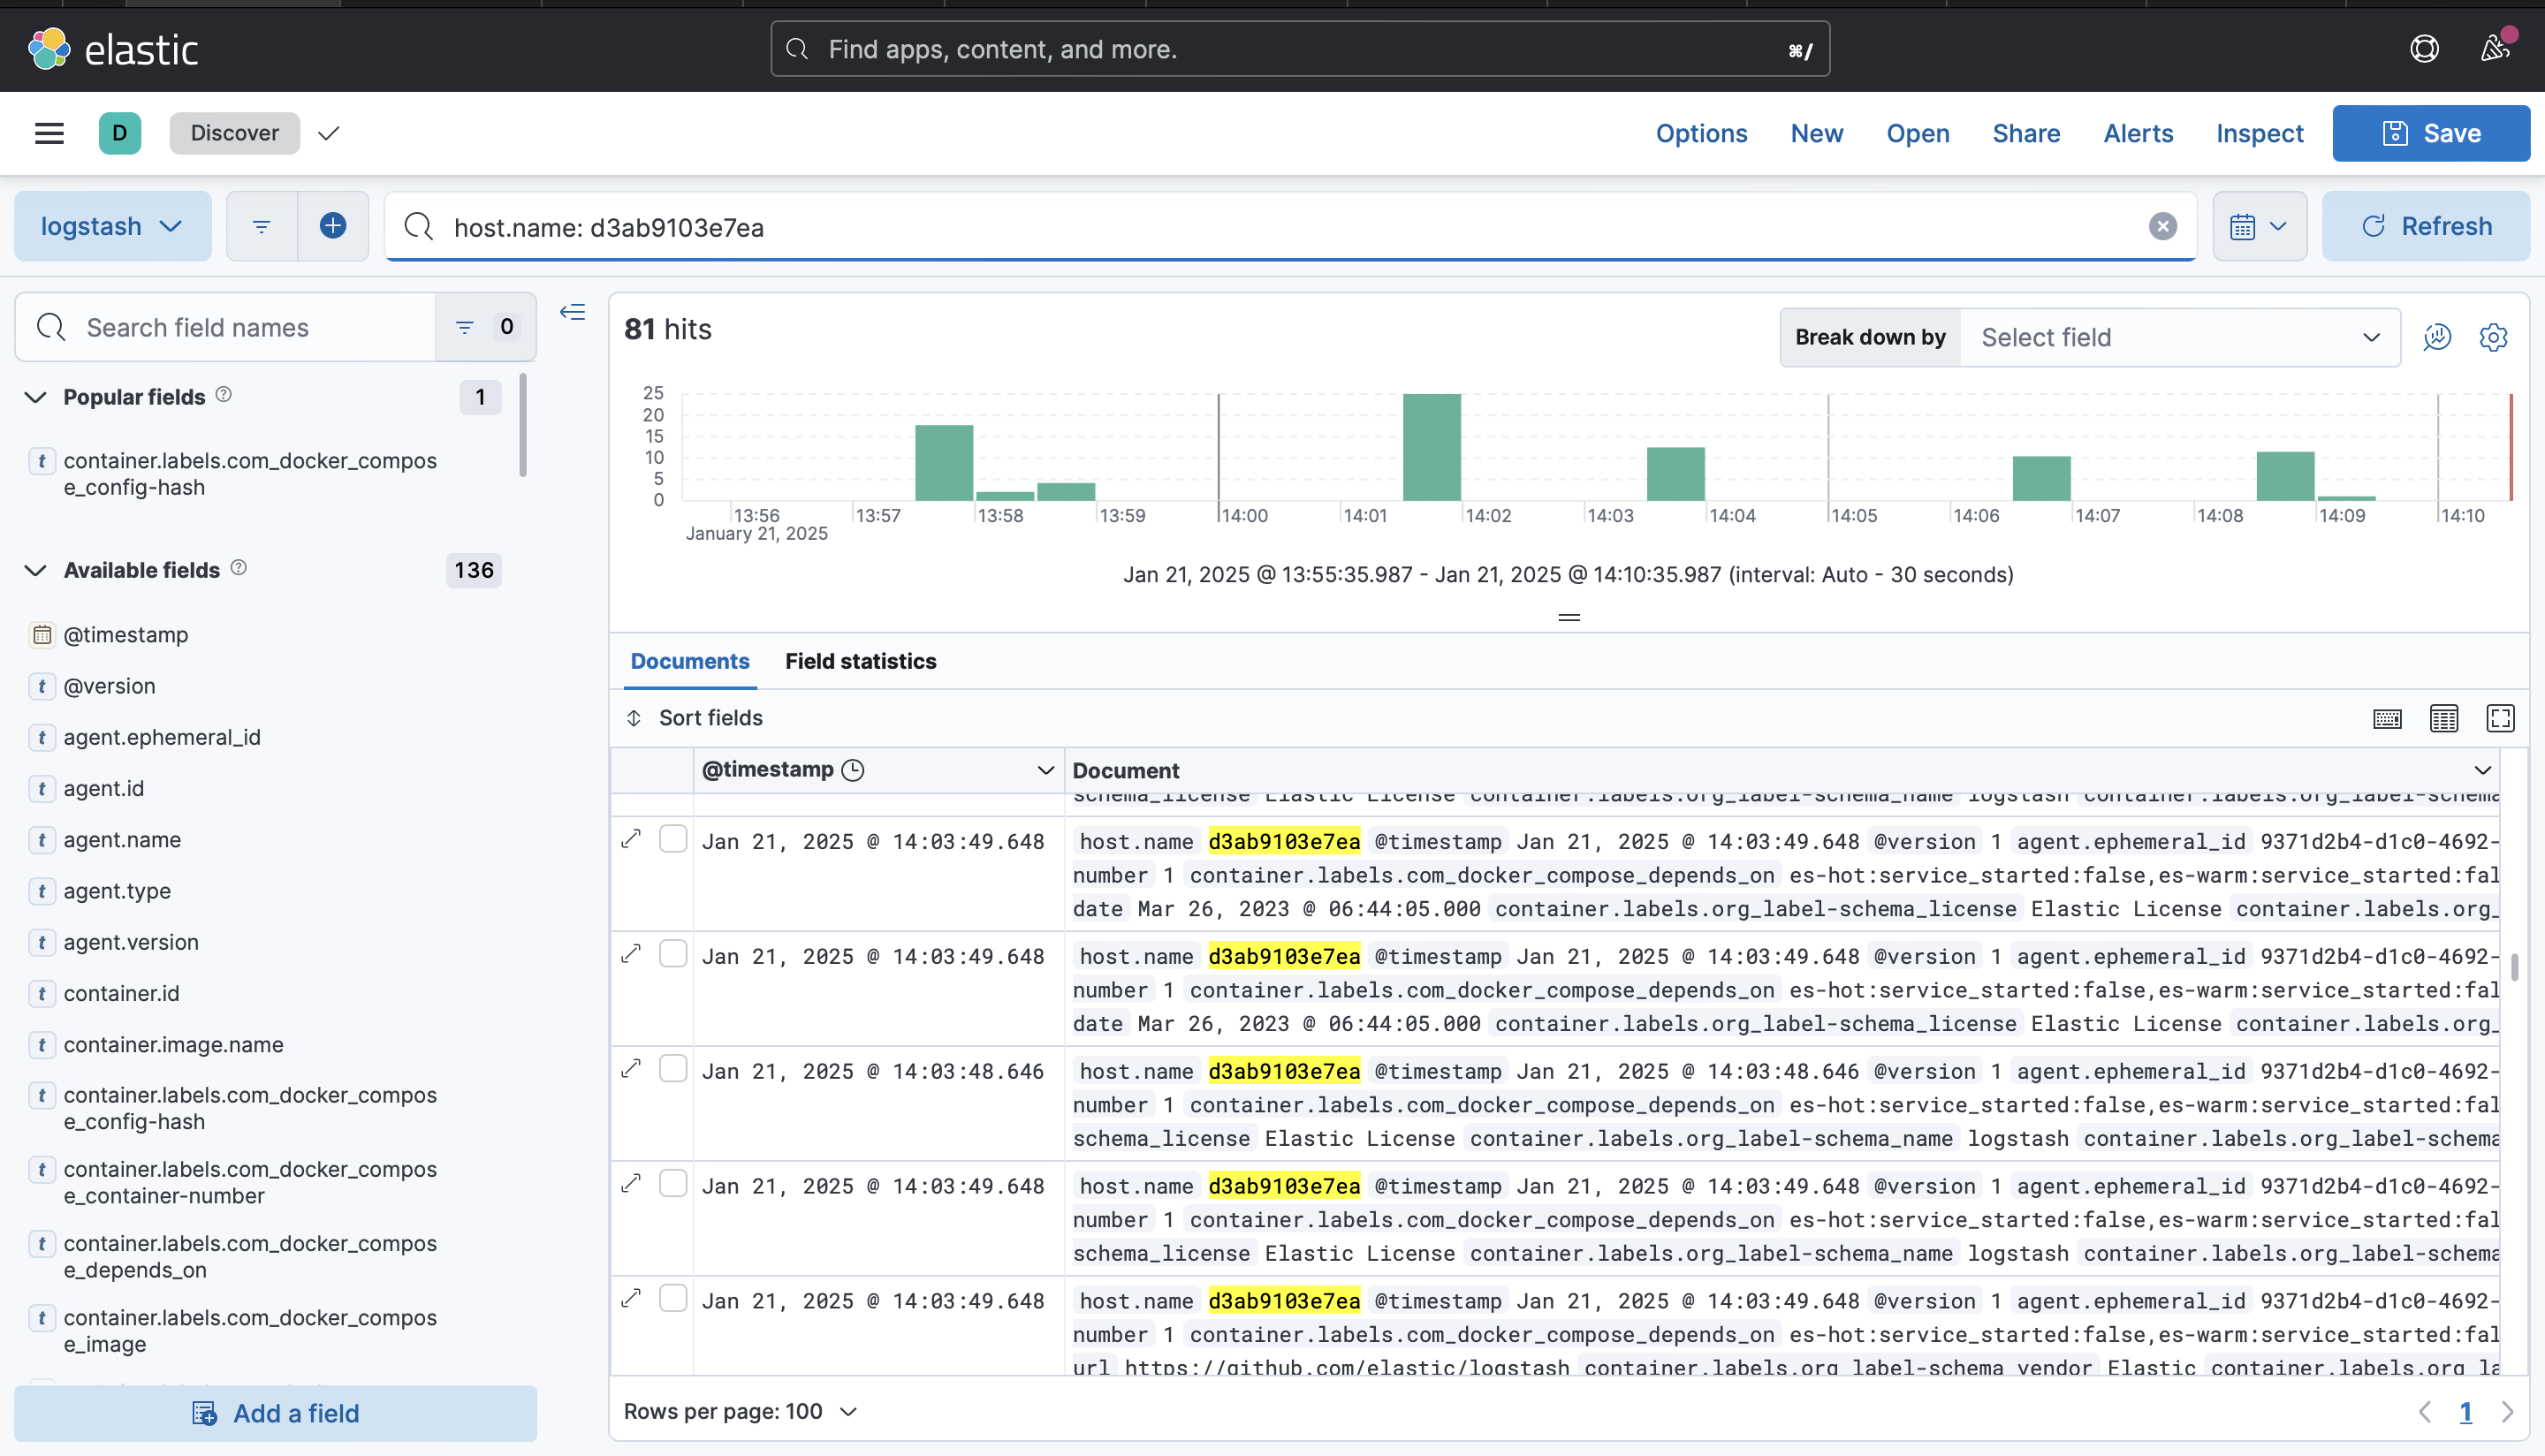 elastic
Find apps, content, and more.
⌘/
D
Discover
Options
New
Open
Share
Alerts
Inspect
Save
logstash
host.name: d3ab9103e7ea
Refresh
Search field names
0
Popular fields
1
container.labels.com_docker_compos
e_config-hash
Available fields
136
@timestamp
@version
agent.ephemeral_id
agent.id
agent.name
agent.type
agent.version
container.id
container.image.name
container.labels.com_docker_compos
e_config-hash
container.labels.com_docker_compos
e_container-number
container.labels.com_docker_compos
e_depends_on
container.labels.com_docker_compos
e_image
Add a field
81 hits
Break down by
Select field
25
20
15
10
5
0
13:56
13:57
13:58
13:59
14:00
14:01
14:02
14:03
14:04
14:05
14:06
14:07
14:08
14:09
14:10
January 21, 2025
Jan 21, 2025 @ 13:55:35.987 - Jan 21, 2025 @ 14:10:35.987 (interval: Auto - 30 seconds)
Documents
Field statistics
Sort fields
@timestamp
Document
schema_license Elastic License container.labels.org_label-schema_name logstash container.labels.org_label-schema
Jan 21, 2025 @ 14:03:49.648
host.name d3ab9103e7ea @timestamp Jan 21, 2025 @ 14:03:49.648 @version 1 agent.ephemeral_id 9371d2b4-d1c0-4692-
number 1 container.labels.com_docker_compose_depends_on es-hot:service_started:false,es-warm:service_started:fal
date Mar 26, 2023 @ 06:44:05.000 container.labels.org_label-schema_license Elastic License container.labels.org_
Jan 21, 2025 @ 14:03:49.648
host.name d3ab9103e7ea @timestamp Jan 21, 2025 @ 14:03:49.648 @version 1 agent.ephemeral_id 9371d2b4-d1c0-4692-
number 1 container.labels.com_docker_compose_depends_on es-hot:service_started:false,es-warm:service_started:fal
date Mar 26, 2023 @ 06:44:05.000 container.labels.org_label-schema_license Elastic License container.labels.org_
Jan 21, 2025 @ 14:03:48.646
host.name d3ab9103e7ea @timestamp Jan 21, 2025 @ 14:03:48.646 @version 1 agent.ephemeral_id 9371d2b4-d1c0-4692-
number 1 container.labels.com_docker_compose_depends_on es-hot:service_started:false,es-warm:service_started:fal
schema_license Elastic License container.labels.org_label-schema_name logstash container.labels.org_label-schema
Jan 21, 2025 @ 14:03:49.648
host.name d3ab9103e7ea @timestamp Jan 21, 2025 @ 14:03:49.648 @version 1 agent.ephemeral_id 9371d2b4-d1c0-4692-
number 1 container.labels.com_docker_compose_depends_on es-hot:service_started:false,es-warm:service_started:fal
schema_license Elastic License container.labels.org_label-schema_name logstash container.labels.org_label-schema
Jan 21, 2025 @ 14:03:49.648
host.name d3ab9103e7ea @timestamp Jan 21, 2025 @ 14:03:49.648 @version 1 agent.ephemeral_id 9371d2b4-d1c0-4692-
number 1 container.labels.com_docker_compose_depends_on es-hot:service_started:false,es-warm:service_started:fal
url https://github.com/elastic/logstash container.labels.org_label-schema_vendor Elastic container.labels.org_la
Rows per page: 100
1